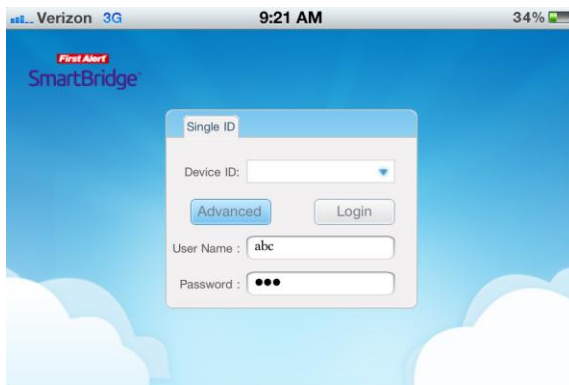 Verizon 3G 9:21 AM 34%
First Alert
SmartBridge
Single ID
Device ID:
Advanced Login
User Name : abc
Password : •••